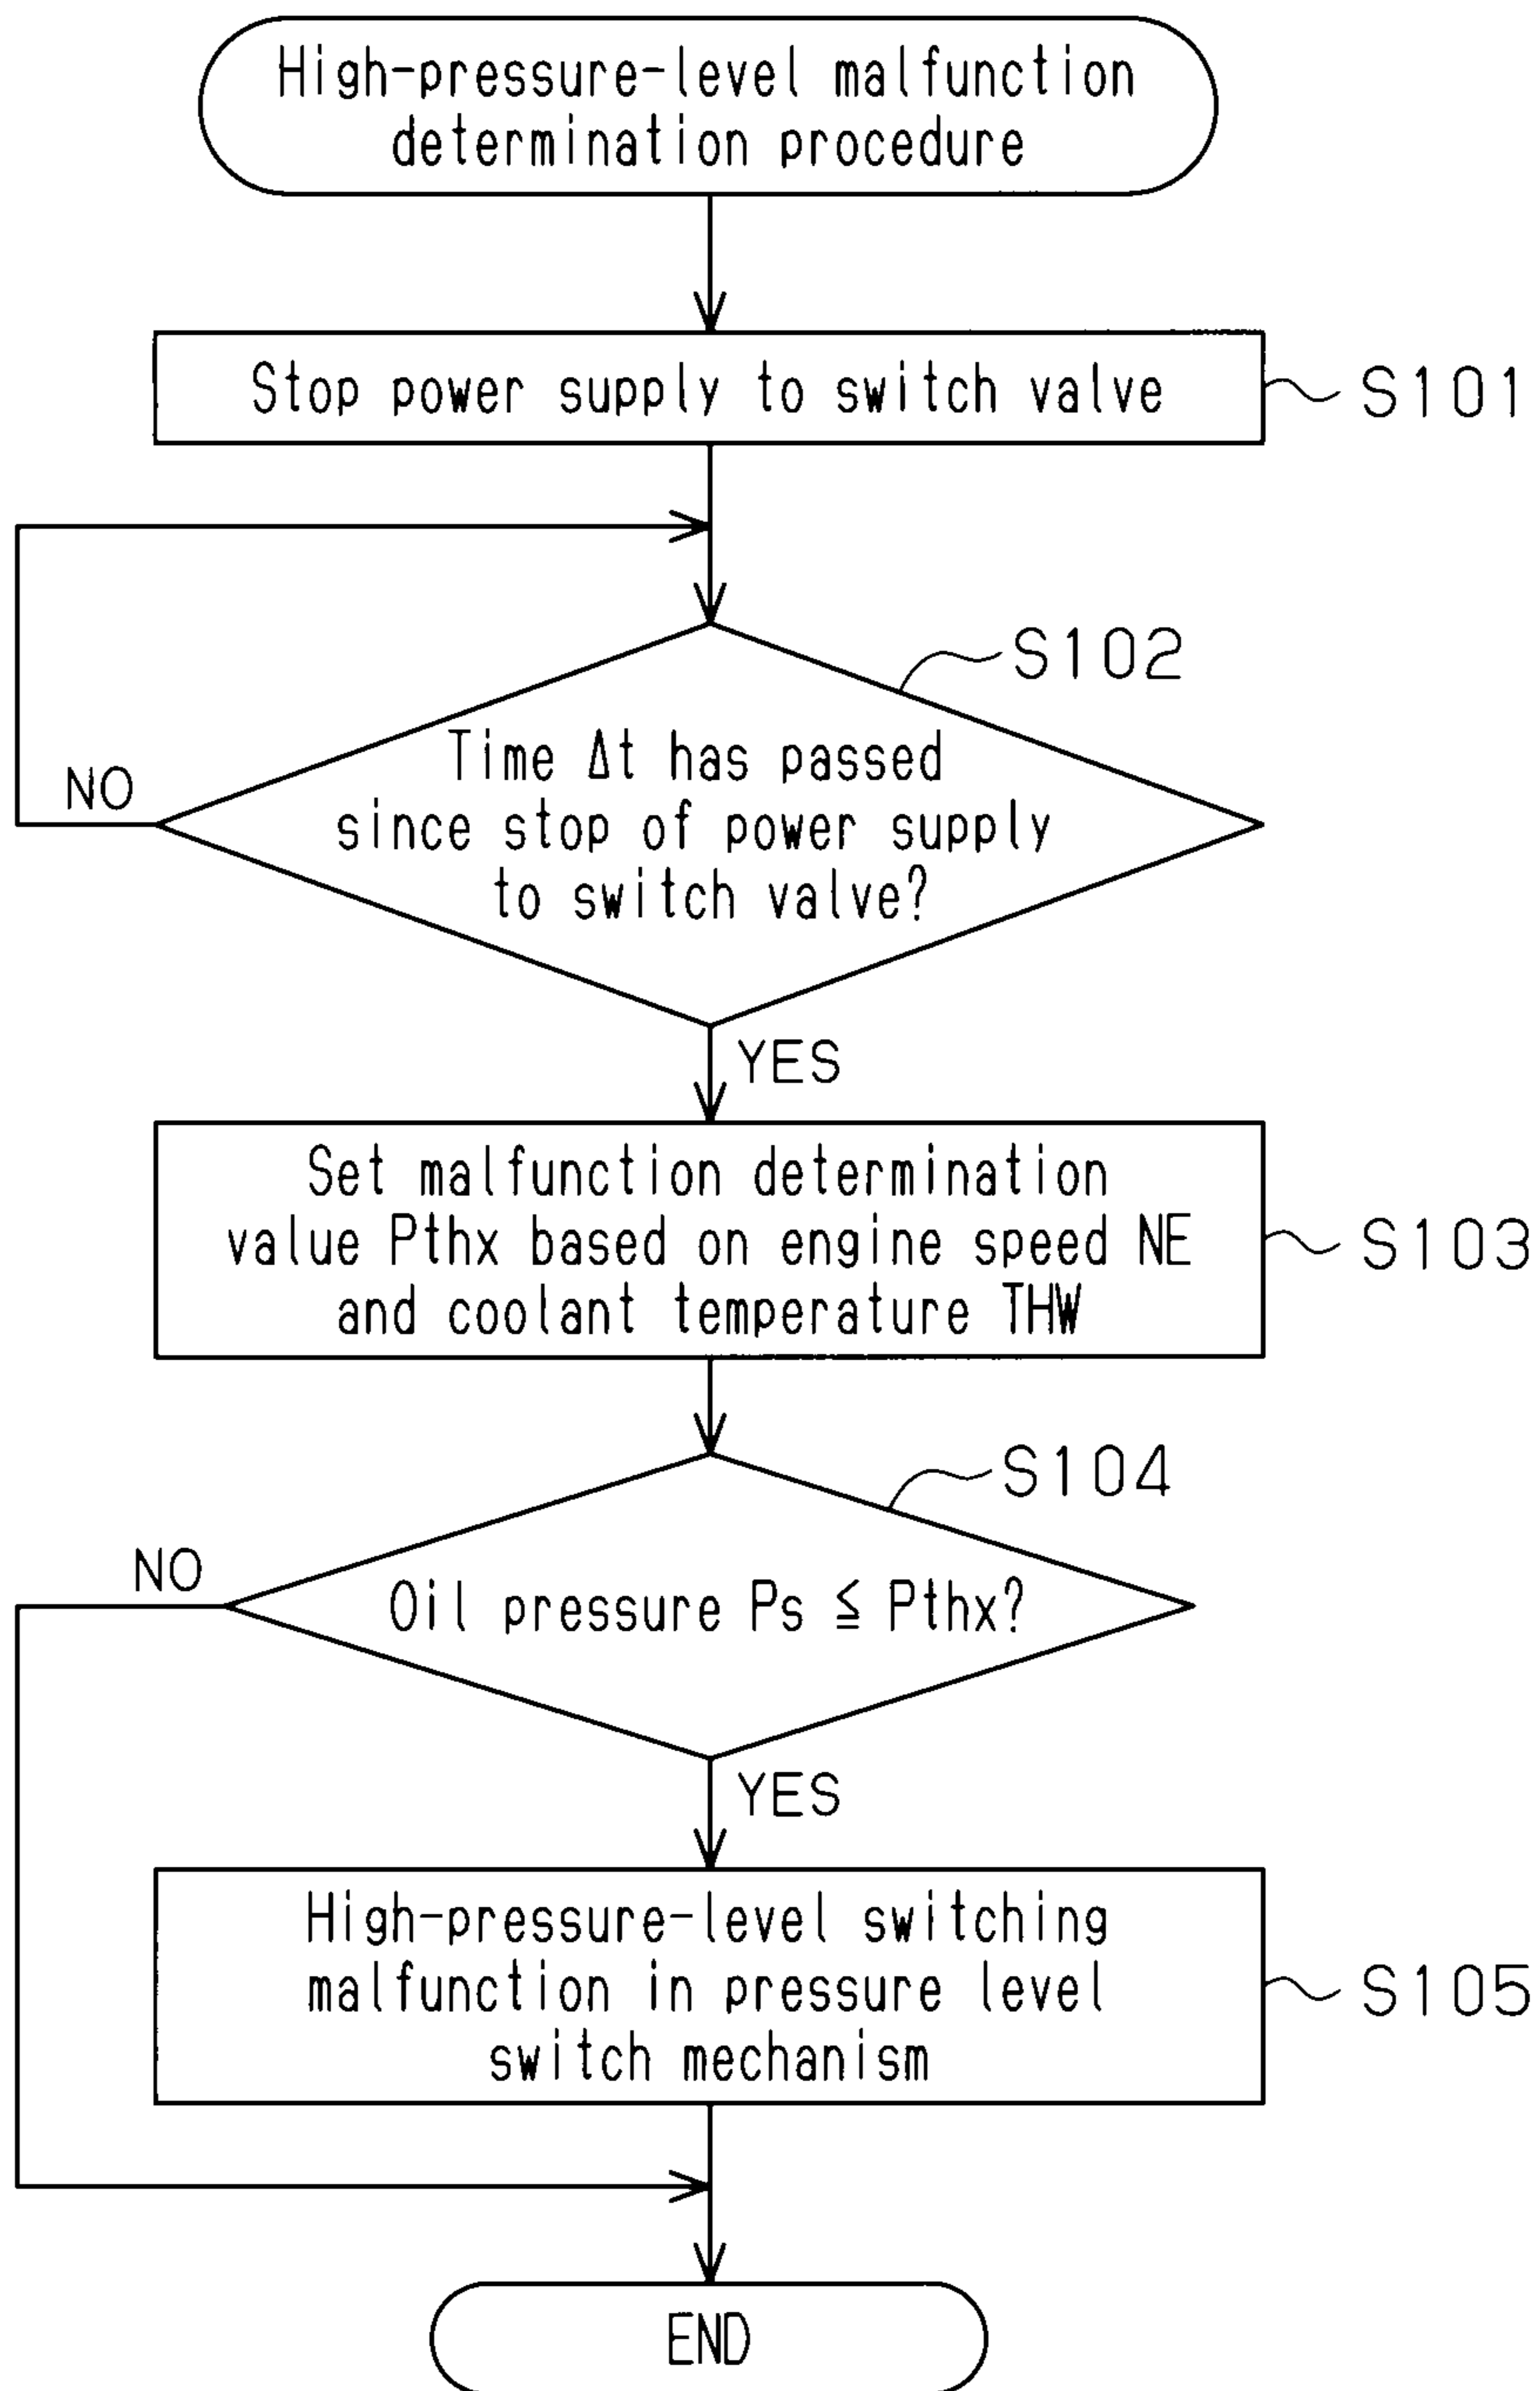 High-pressure-level malfunction
determination procedure
Stop power supply to switch valve
S101
S102
Time Δt has passed
since stop of power supply
to switch valve?
NO
YES
Set malfunction determination
value Pthx based on engine speed NE
and coolant temperature THW
S103
S104
NO
Oil pressure Ps ≦ Pthx?
YES
High-pressure-level switching
malfunction in pressure level
switch mechanism
S105
END